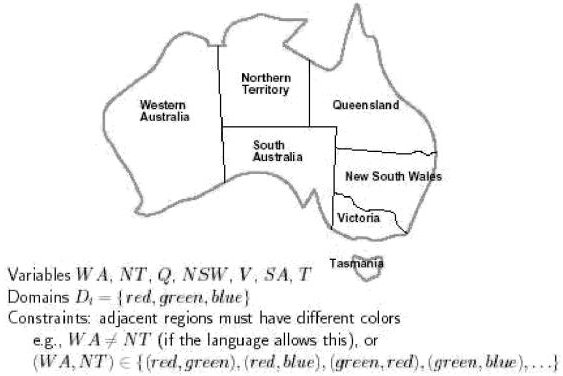 Northern
Territory
Western
Australia
Queensland
South
Australia
New South Wales
Victoria
Tasmania
Variables WA, NT, Q, NSW, V, SA, T
Domains Dᵢ = {red, green, blue}
Constraints: adjacent regions must have different colors
e.g., WA ≠ NT (if the language allows this), or
(WA, NT) ∈ {(red, green), (red, blue), (green, red), (green, blue), ...}